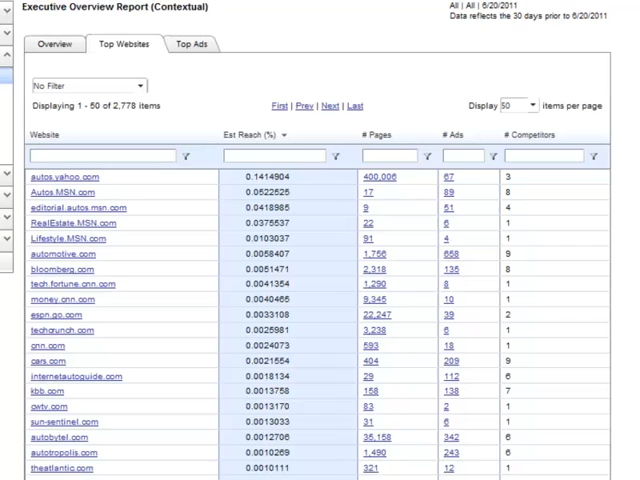 Executive Overview Report (Contextual)
All | All | 6/20/2011
Data reflects the 30 days prior to 6/20/2011
Overview Top Websites Top Ads
No Filter
Displaying 1 - 50 of 2,778 items First | Prev | Next | Last Display 50 items per page
Website Est Reach (%) # Pages # Ads # Competitors
autos.yahoo.com 0.1414904 400,006 67 3
Autos.MSN.com 0.0522525 17 89 8
editorial.autos.msn.com 0.0418985 9 51 4
RealEstate.MSN.com 0.0375537 22 6 1
Lifestyle.MSN.com 0.0103037 91 4 1
automotive.com 0.0058407 1,756 658 9
bloomberg.com 0.0051471 2,318 135 8
tech.fortune.cnn.com 0.0041354 1,290 8 1
money.cnn.com 0.0040465 9,345 10 1
espn.go.com 0.0033108 22,247 39 2
techcrunch.com 0.0025981 3,238 6 1
cnn.com 0.0024073 593 18 1
cars.com 0.0021554 404 209 9
internetautoguide.com 0.0018134 29 112 6
kbb.com 0.0013758 158 138 7
cwtv.com 0.0013170 83 2 1
sun-sentinel.com 0.0013033 31 6 1
autobytel.com 0.0012706 35,158 342 6
autotropolis.com 0.0010269 1,490 243 6
theatlantic.com 0.0010111 321 12 1